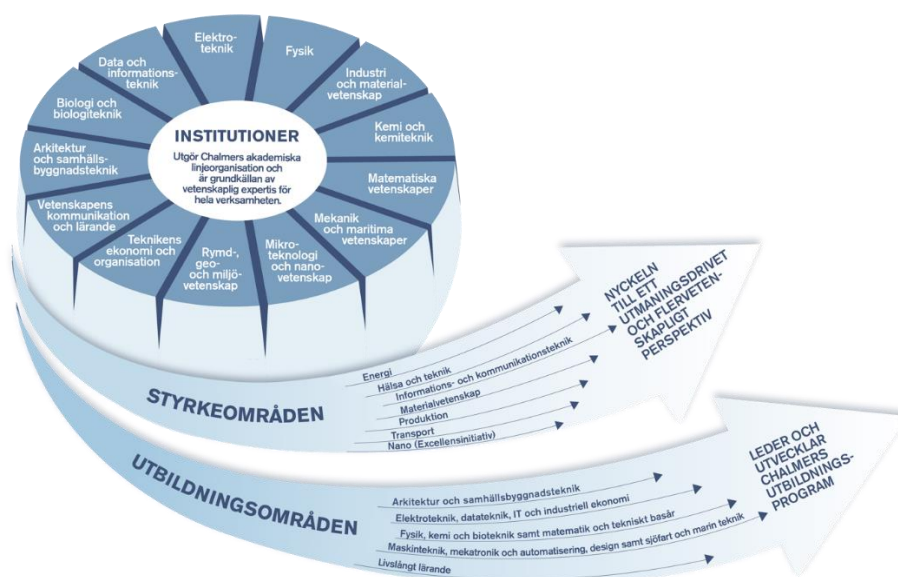 Elektro-
teknik
Fysik
Industri
och material-
vetenskap
Kemi och
kemiteknik
Matematiska
vetenskaper
Mekanik
och maritima
vetenskaper
Mikro-
teknologi
och nano-
vetenskap
Rymd-,
geo-
och miljö-
vetenskap
Teknikens
ekonomi och
organisation
Vetenskapens
kommunikation
och lärande
Arkitektur
och samhälls-
byggnadsteknik
Biologi och
biologiteknik
Data och
informations-
teknik
INSTITUTIONER
Utgör Chalmers akademiska
linjeorganisation och
är grundkällan av
vetenskaplig expertis för
hela verksamheten.
STYRKEOMRÅDEN
Energi
Hälsa och teknik
Informations- och kommunikationsteknik
Materialvetenskap
Produktion
Transport
Nano (Excellensinitiativ)
NYCKELN
TILL ETT
UTMANINGSDRIVET
OCH FLERVETEN-
SKAPLIGT
PERSPEKTIV
UTBILDNINGSOMRÅDEN
Arkitektur och samhällsbyggnadsteknik
Elektroteknik, datateknik, IT och industriell ekonomi
Fysik, kemi och bioteknik samt matematik och tekniskt basår
Maskinteknik, mekatronik och automatisering, design samt sjöfart och marin teknik
Livslångt lärande
LEDER OCH
UTVECKLAR
CHALMERS
UTBILDNINGS-
PROGRAM